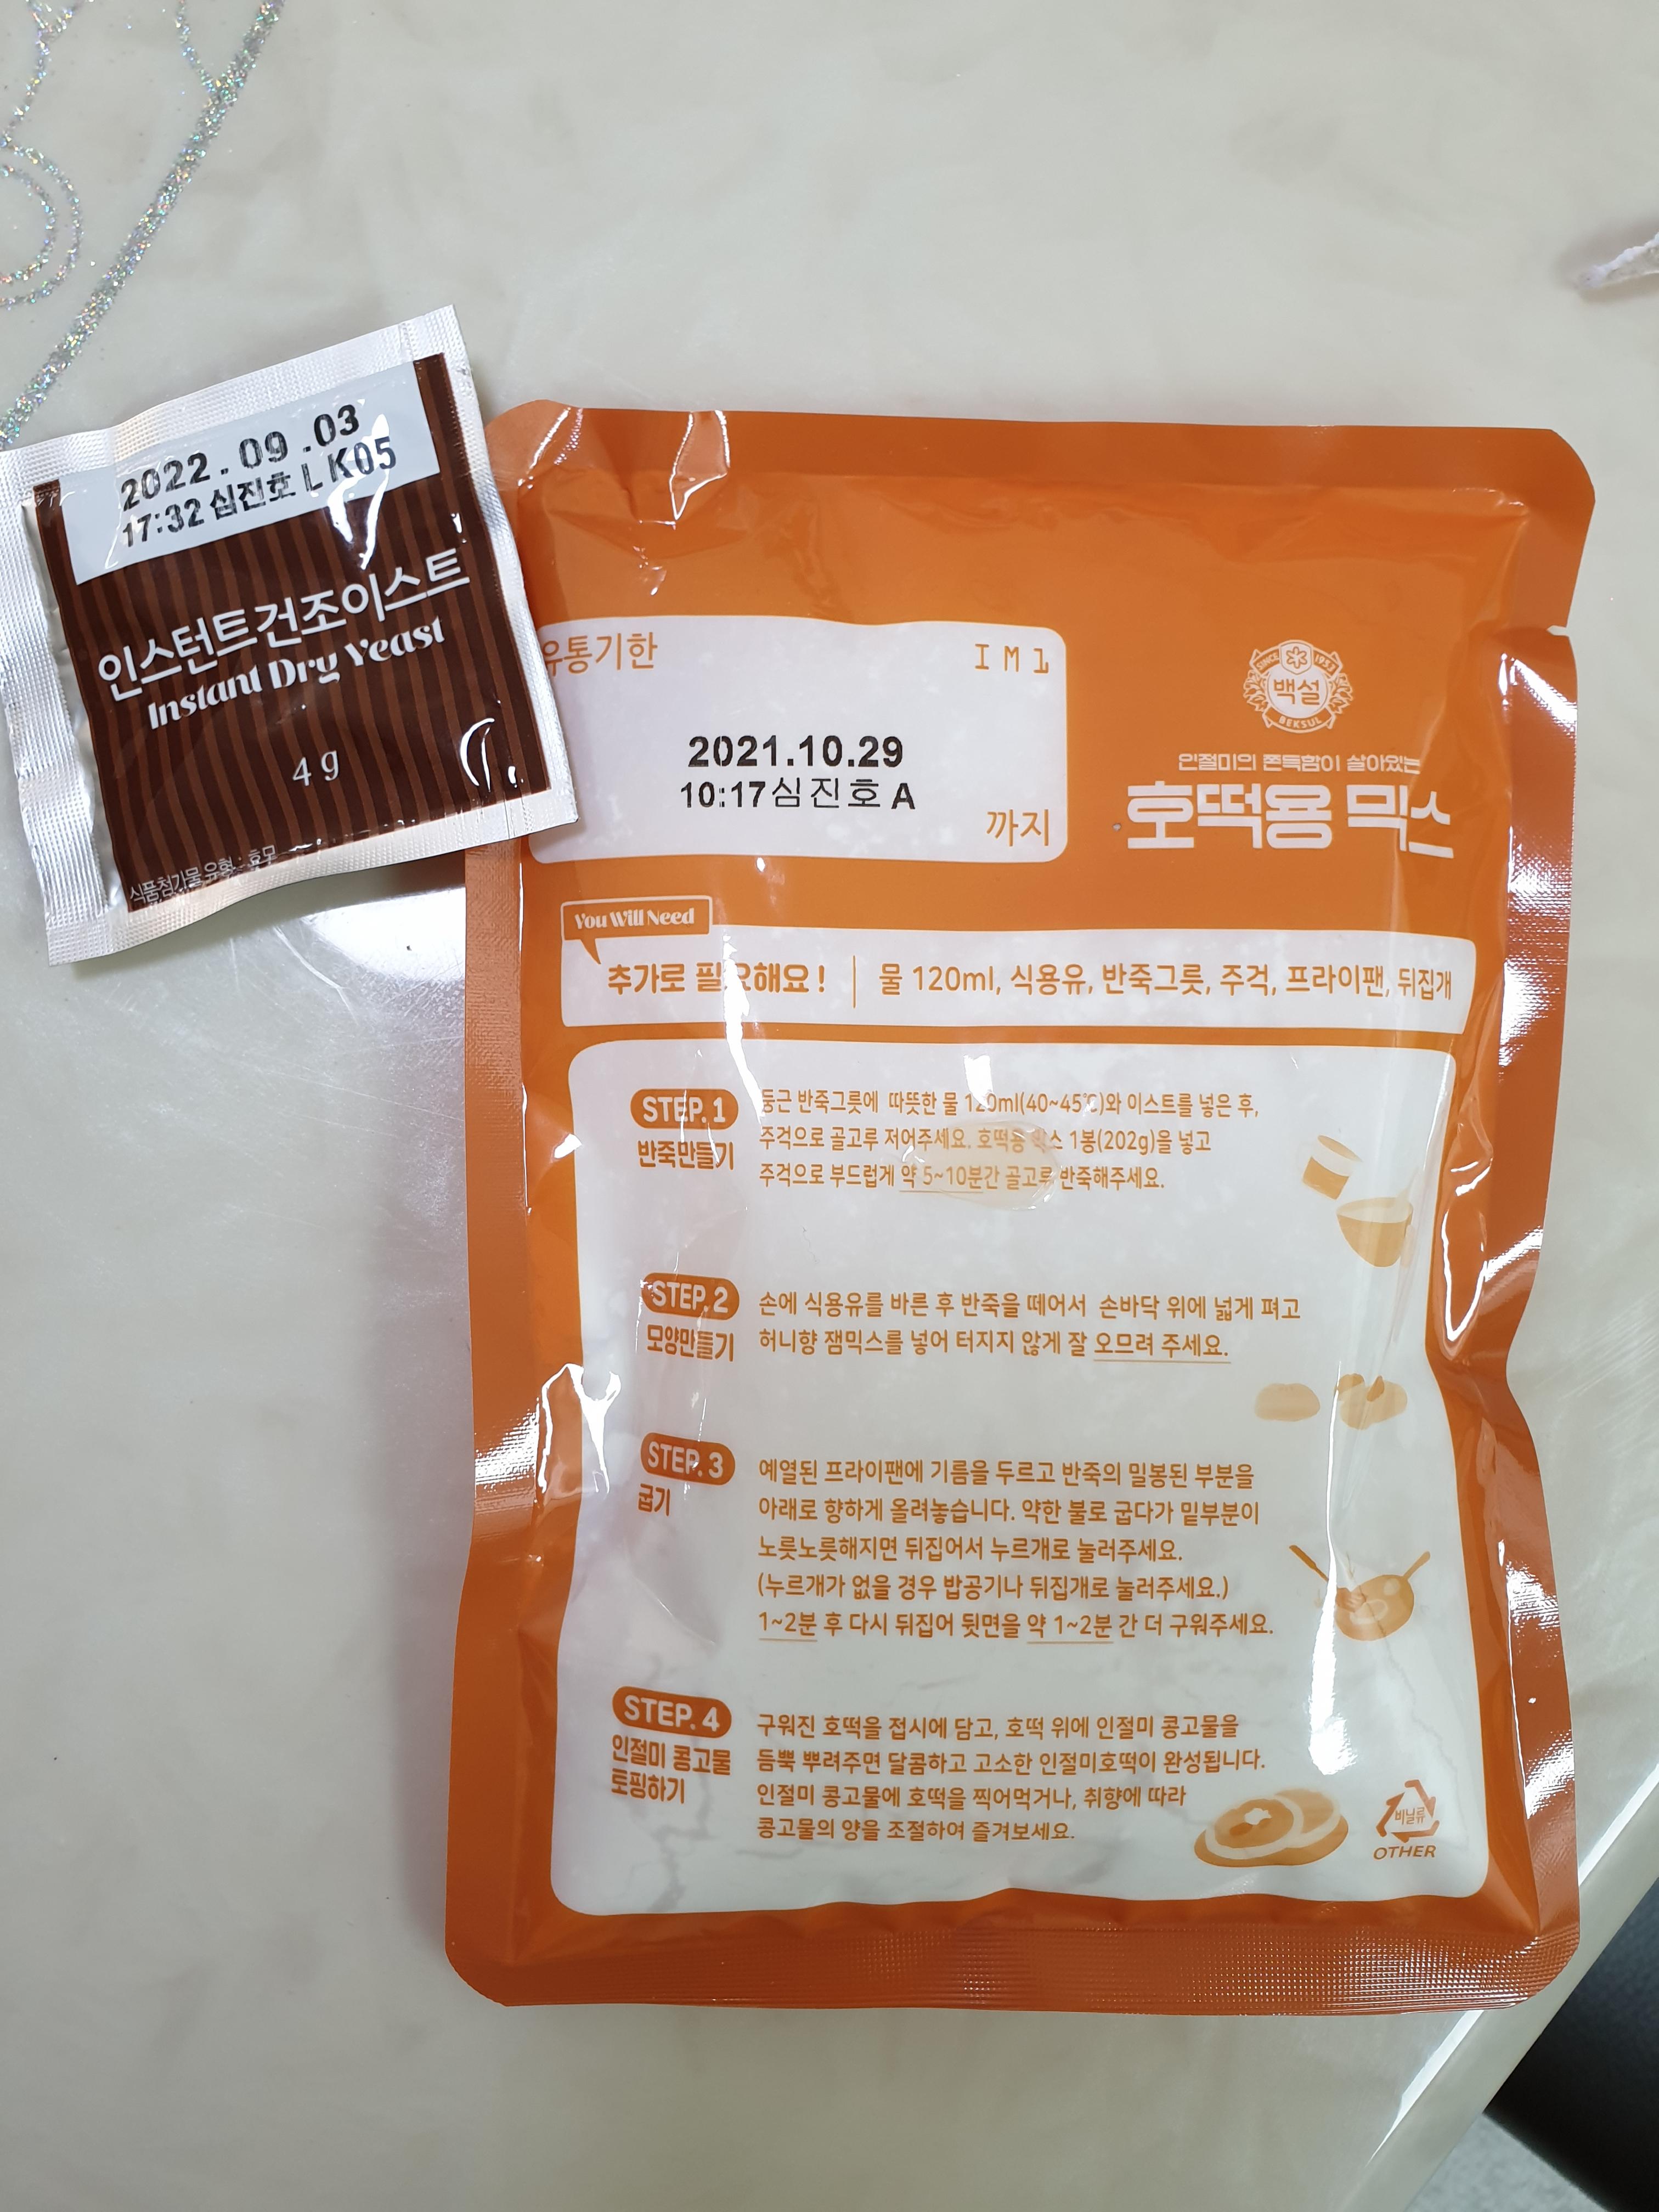 2022.09.03
17:32 심진호 L K05
인스턴트건조이스트
Instant Dry Yeast
4 g
식품첨가물 유형 : 효모
유통기한
IM1
2021.10.29
10:17심진호 A
까지
SINCE 1953
백설
BEKSUL
인절미의 쫀득함이 살아있는
호떡용 믹스
You Will Need
추가로 필요해요! | 물 120ml, 식용유, 반죽그릇, 주걱, 프라이팬, 뒤집개
STEP. 1
반죽만들기
둥근 반죽그릇에 따뜻한 물 120ml(40~45℃)와 이스트를 넣은 후,
주걱으로 골고루 저어주세요. 호떡용 믹스 1봉(202g)을 넣고
주걱으로 부드럽게 약 5~10분간 골고루 반죽해주세요.
STEP. 2
모양만들기
손에 식용유를 바른 후 반죽을 떼어서 손바닥 위에 넓게 펴고
허니향 잼믹스를 넣어 터지지 않게 잘 오므려 주세요.
STEP. 3
굽기
예열된 프라이팬에 기름을 두르고 반죽의 밀봉된 부분을
아래로 향하게 올려놓습니다. 약한 불로 굽다가 밑부분이
노릇노릇해지면 뒤집어서 누르개로 눌러주세요.
(누르개가 없을 경우 밥공기나 뒤집개로 눌러주세요.)
1~2분 후 다시 뒤집어 뒷면을 약 1~2분 간 더 구워주세요.
STEP. 4
인절미 콩고물
토핑하기
구워진 호떡을 접시에 담고, 호떡 위에 인절미 콩고물을
듬뿍 뿌려주면 달콤하고 고소한 인절미호떡이 완성됩니다.
인절미 콩고물에 호떡을 찍어먹거나, 취향에 따라
콩고물의 양을 조절하여 즐겨보세요.
비닐류
OTHER